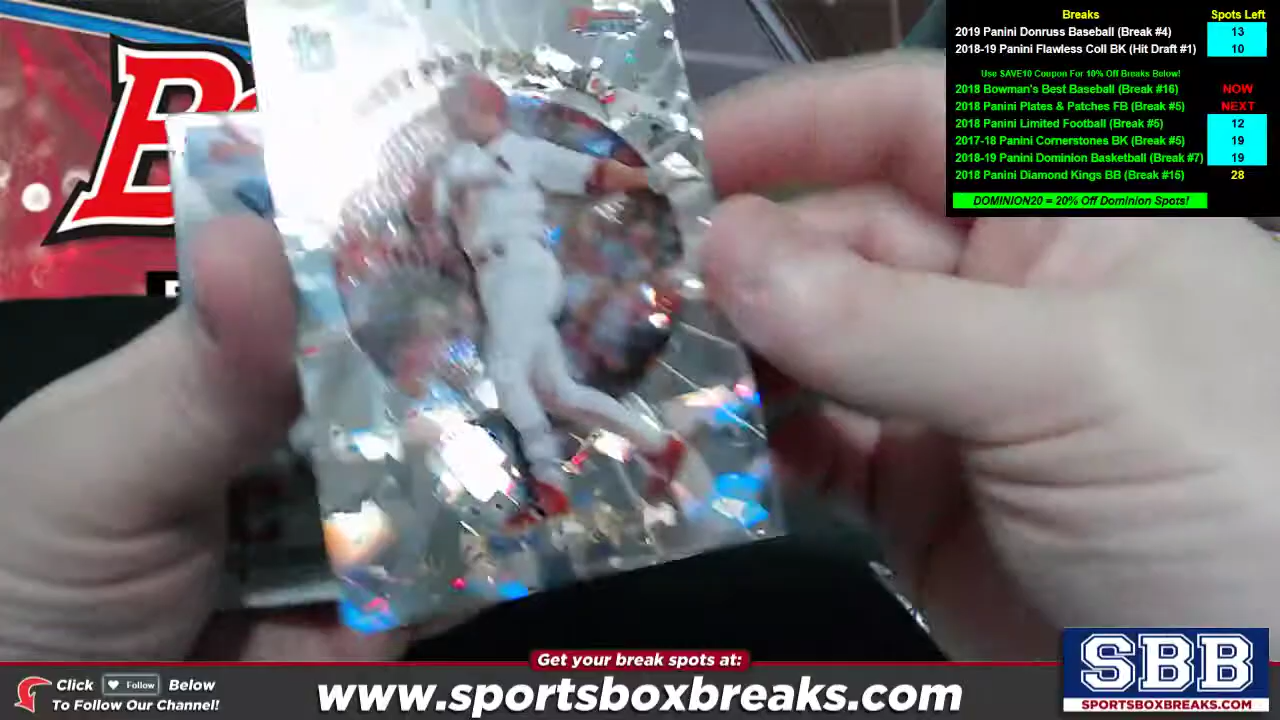 Breaks Spots Left
2019 Panini Donruss Baseball (Break #4) 13
2018-19 Panini Flawless Coll BK (Hit Draft #1) 10
Use SAVE10 Coupon For 10% Off Breaks Below!
2018 Bowman's Best Baseball (Break #16) NOW
2018 Panini Plates & Patches FB (Break #5) NEXT
2018 Panini Limited Football (Break #5) 12
2017-18 Panini Cornerstones BK (Break #5) 19
2018-19 Panini Dominion Basketball (Break #7) 19
2018 Panini Diamond Kings BB (Break #15) 28
DOMINION20 = 20% Off Dominion Spots!
Get your break spots at:
Click Follow Below
To Follow Our Channel!
www.sportsboxbreaks.com
SBB
SPORTSBOXBREAKS.COM